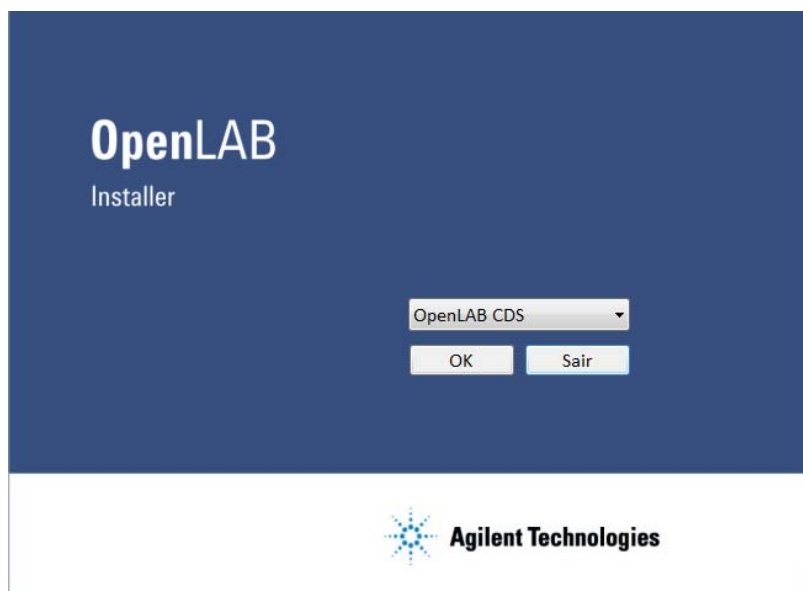 OpenLAB
Installer
OpenLAB CDS
OK
Sair
Agilent Technologies